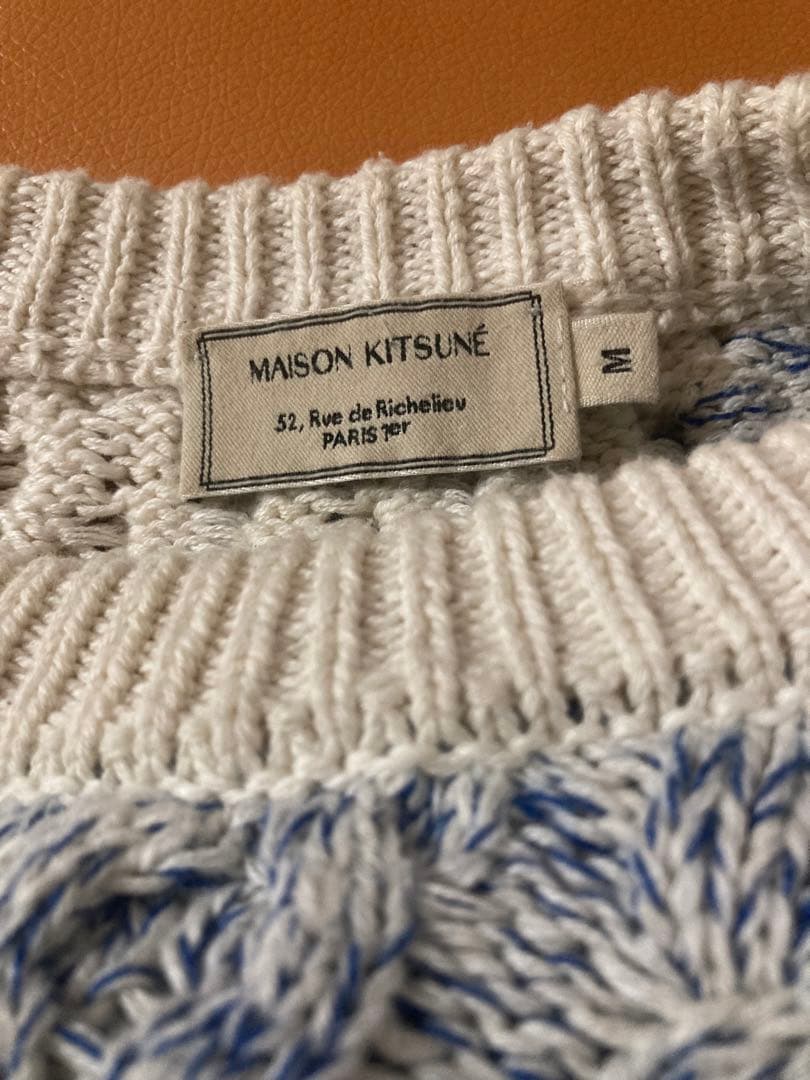 MAISON KITSUNÉ
52, Rue de Richelieu
PARIS 1er
M